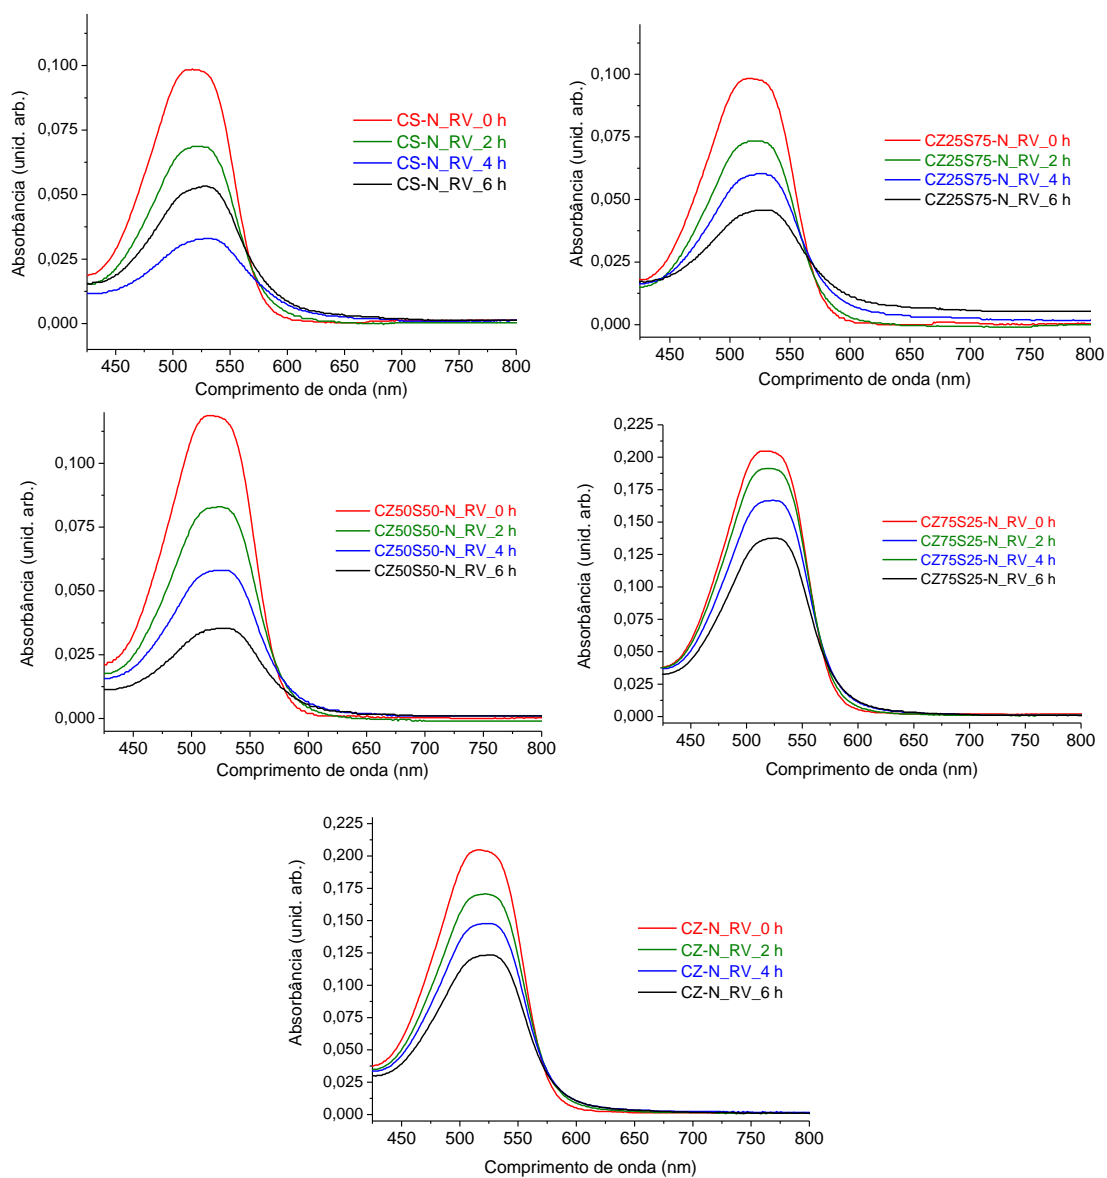 Absorbância (unid. arb.)
0,100
0,075
0,050
0,025
0,000
CS-N_RV_0 h
CS-N_RV_2 h
CS-N_RV_4 h
CS-N_RV_6 h
450 500 550 600 650 700 750 800
Comprimento de onda (nm)
Absorbância (unid. arb.)
0,100
0,075
0,050
0,025
0,000
CZ25S75-N_RV_0 h
CZ25S75-N_RV_2 h
CZ25S75-N_RV_4 h
CZ25S75-N_RV_6 h
450 500 550 600 650 700 750 800
Comprimento de onda (nm)
Absorbância (unid. arb.)
0,100
0,075
0,050
0,025
0,000
CZ50S50-N_RV_0 h
CZ50S50-N_RV_2 h
CZ50S50-N_RV_4 h
CZ50S50-N_RV_6 h
450 500 550 600 650 700 750 800
Comprimento de onda (nm)
Absorbância (unid. arb.)
0,225
0,200
0,175
0,150
0,125
0,100
0,075
0,050
0,025
0,000
CZ75S25-N_RV_0 h
CZ75S25-N_RV_2 h
CZ75S25-N_RV_4 h
CZ75S25-N_RV_6 h
450 500 550 600 650 700 750 800
Comprimento de onda (nm)
Absorbância (unid. arb.)
0,225
0,200
0,175
0,150
0,125
0,100
0,075
0,050
0,025
0,000
CZ-N_RV_0 h
CZ-N_RV_2 h
CZ-N_RV_4 h
CZ-N_RV_6 h
450 500 550 600 650 700 750 800
Comprimento de onda (nm)